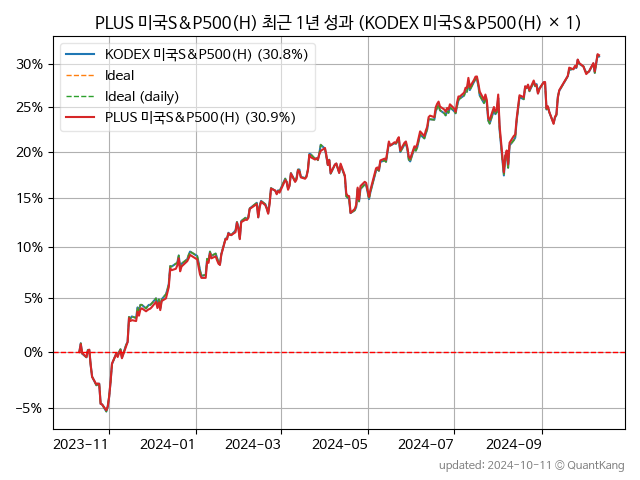 PLUS 미국S&P500(H) 최근 1년 성과 (KODEX 미국S&P500(H) × 1)
KODEX 미국S&P500(H) (30.8%)
Ideal
Ideal (daily)
PLUS 미국S&P500(H) (30.9%)
30%
25%
20%
15%
10%
5%
0%
−5%
2023−11
2024−01
2024−03
2024−05
2024−07
2024−09
updated: 2024-10-11 © QuantKang